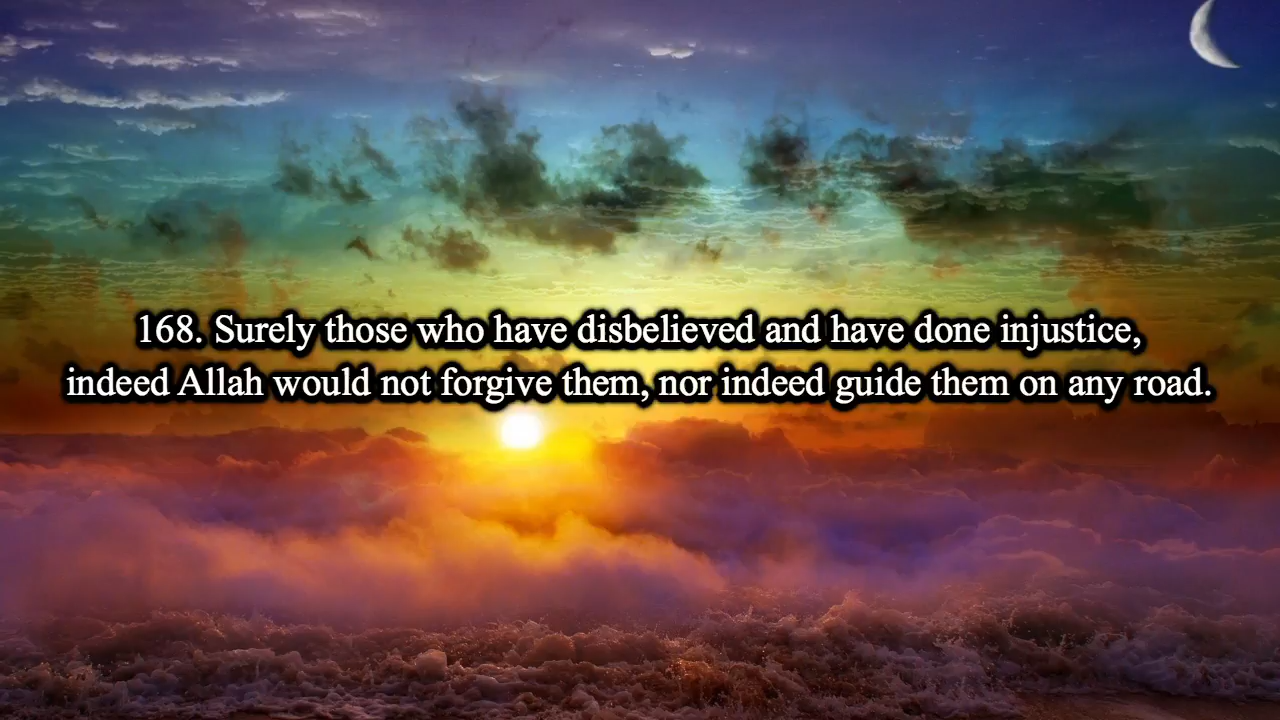 168. Surely those who have disbelieved and have done injustice,
indeed Allah would not forgive them, nor indeed guide them on any road.